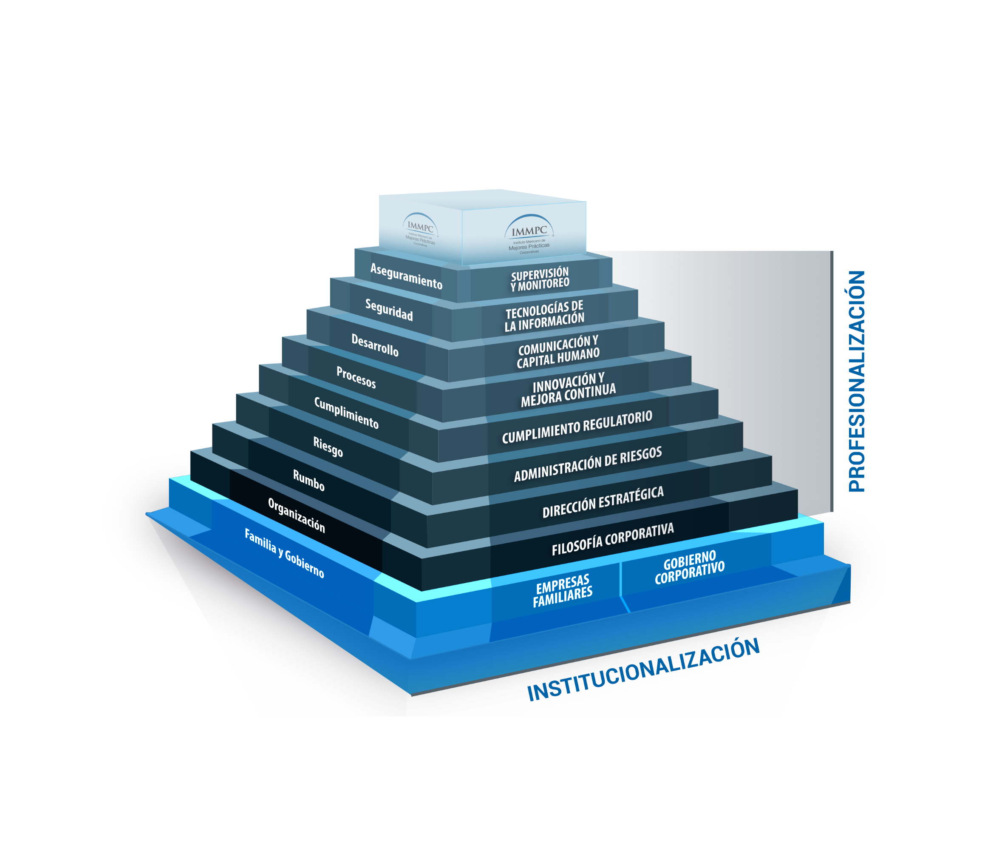 IMMPC
Instituto Mexicano de
Mejores Prácticas
Corporativas
IMMPC
Instituto Mexicano de
Mejores Prácticas
Corporativas
Aseguramiento
SUPERVISIÓN
Y MONITOREO
Seguridad
TECNOLOGÍAS DE
LA INFORMACIÓN
Desarrollo
COMUNICACIÓN Y
CAPITAL HUMANO
Procesos
INNOVACIÓN Y
MEJORA CONTINUA
Cumplimiento
CUMPLIMIENTO REGULATORIO
Riesgo
ADMINISTRACIÓN DE RIESGOS
Rumbo
DIRECCIÓN ESTRATÉGICA
Organización
FILOSOFÍA CORPORATIVA
Familia y Gobierno
EMPRESAS
FAMILIARES
GOBIERNO
CORPORATIVO
PROFESIONALIZACIÓN
INSTITUCIONALIZACIÓN